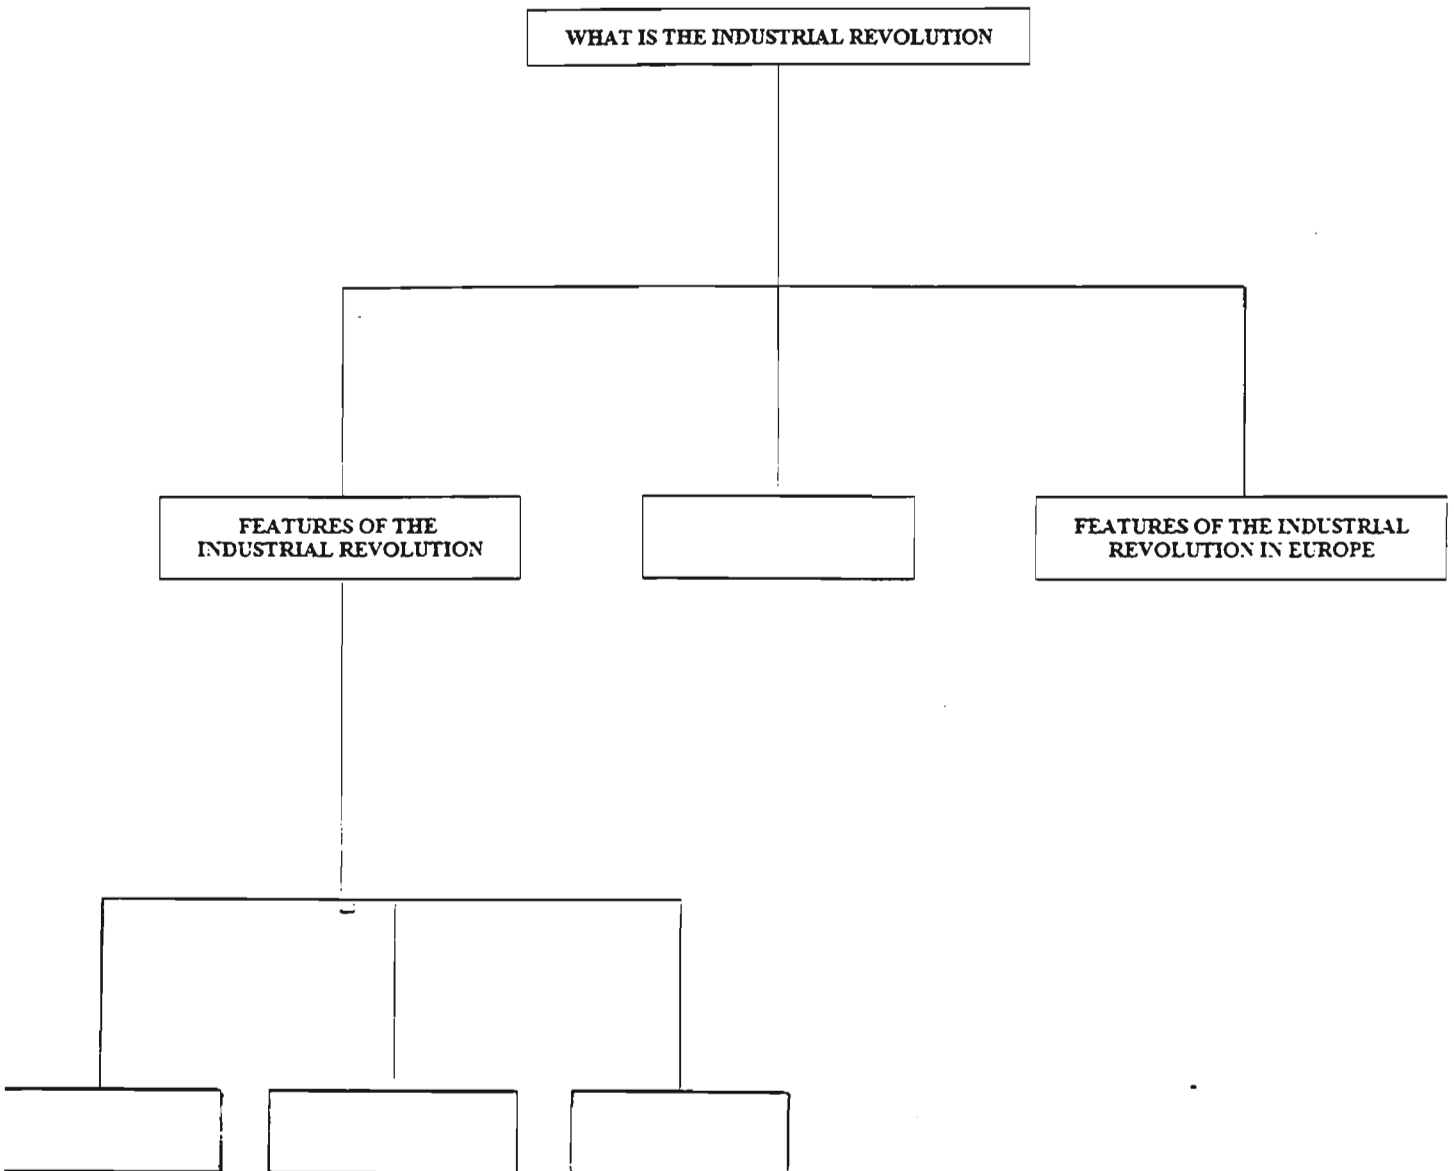 WHAT IS THE INDUSTRIAL REVOLUTION
FEATURES OF THE
INDUSTRIAL REVOLUTION
FEATURES OF THE INDUSTRIAL
REVOLUTION IN EUROPE